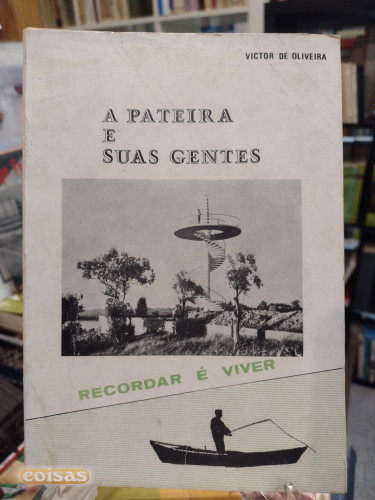 VICTOR DE OLIVEIRA
A PATEIRA
E
SUAS GENTES
RECORDAR É VIVER
coisas